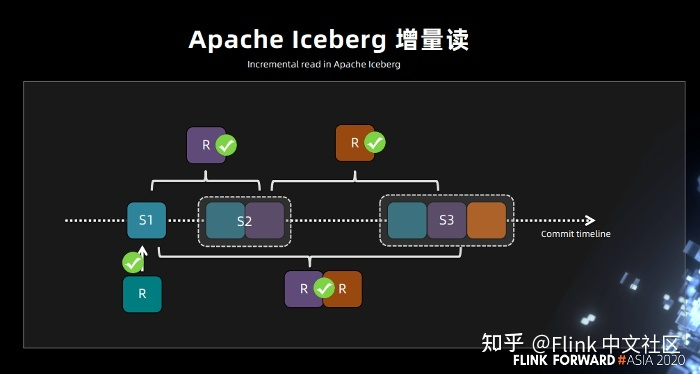 Apache Iceberg 增量读
Incremental read in Apache Iceberg
R
R
S1
S2
S3
Commit timeline
R
R
R
知乎 @Flink 中文社区
FLINK FORWARD #ASIA 2020